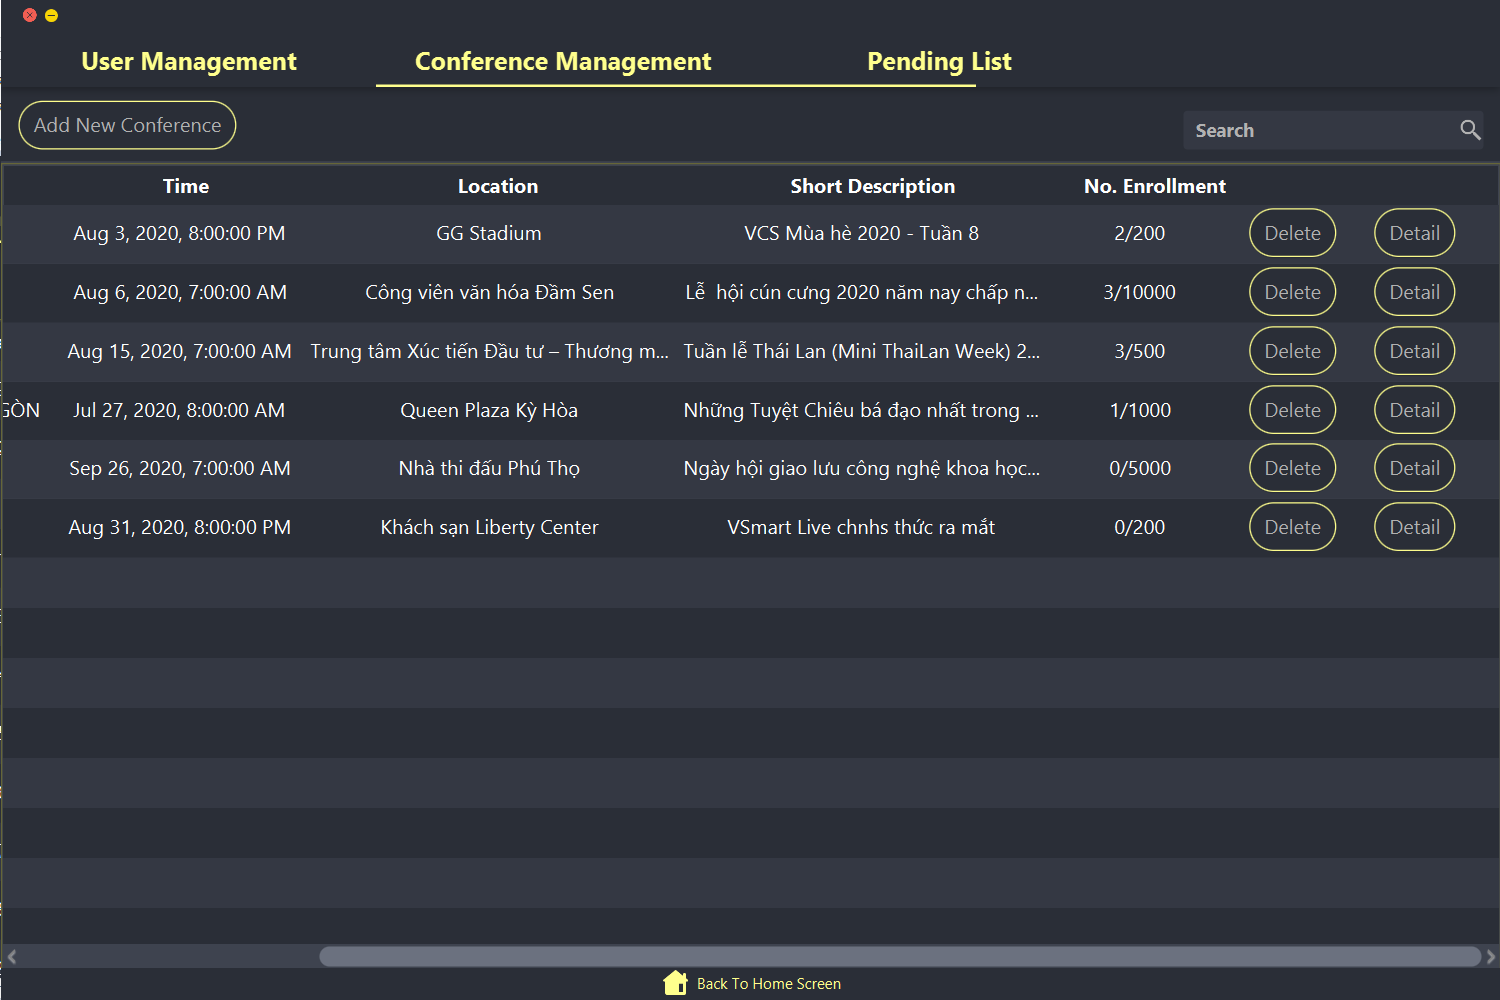 User Management Conference Management Pending List
Add New Conference Search
Time Location Short Description No. Enrollment
Aug 3, 2020, 8:00:00 PM GG Stadium VCS Mùa hè 2020 - Tuần 8 2/200 Delete Detail
Aug 6, 2020, 7:00:00 AM Công viên văn hóa Đầm Sen Lễ  hội cún cưng 2020 năm nay chấp n... 3/10000 Delete Detail
Aug 15, 2020, 7:00:00 AM Trung tâm Xúc tiến Đầu tư – Thương m... Tuần lễ Thái Lan (Mini ThaiLan Week) 2... 3/500 Delete Detail
GÒN Jul 27, 2020, 8:00:00 AM Queen Plaza Kỳ Hòa Những Tuyệt Chiêu bá đạo nhất trong ... 1/1000 Delete Detail
Sep 26, 2020, 7:00:00 AM Nhà thi đấu Phú Thọ Ngày hội giao lưu công nghệ khoa học... 0/5000 Delete Detail
Aug 31, 2020, 8:00:00 PM Khách sạn Liberty Center VSmart Live chnhs thức ra mắt 0/200 Delete Detail
Back To Home Screen